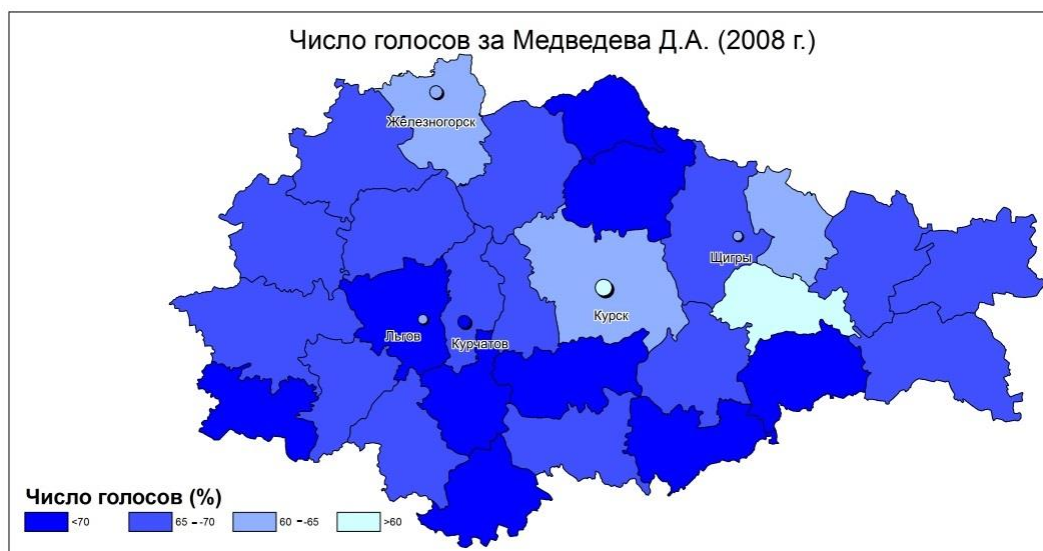 Число голосов за Медведева Д.А. (2008 г.)
Железногорск
Щигры
Курск
Льгов
Курчатов
Число голосов (%)
<70
65 --70
60 --65
>60